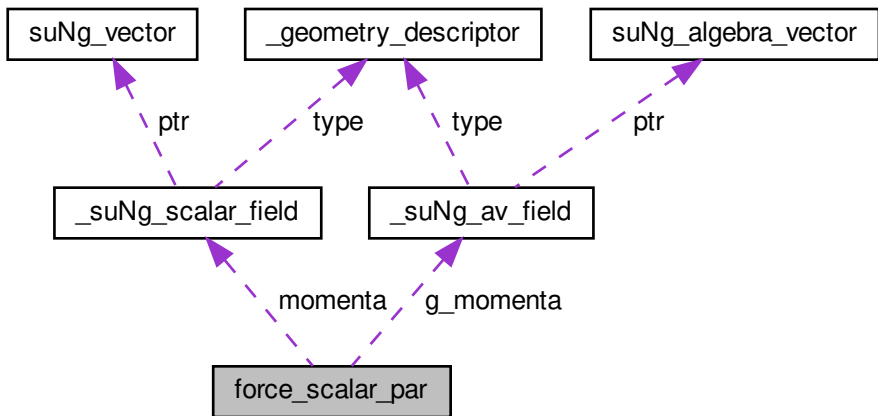 suNg_vector
_geometry_descriptor
suNg_algebra_vector
ptr
type
type
ptr
_suNg_scalar_field
_suNg_av_field
momenta
g_momenta
force_scalar_par